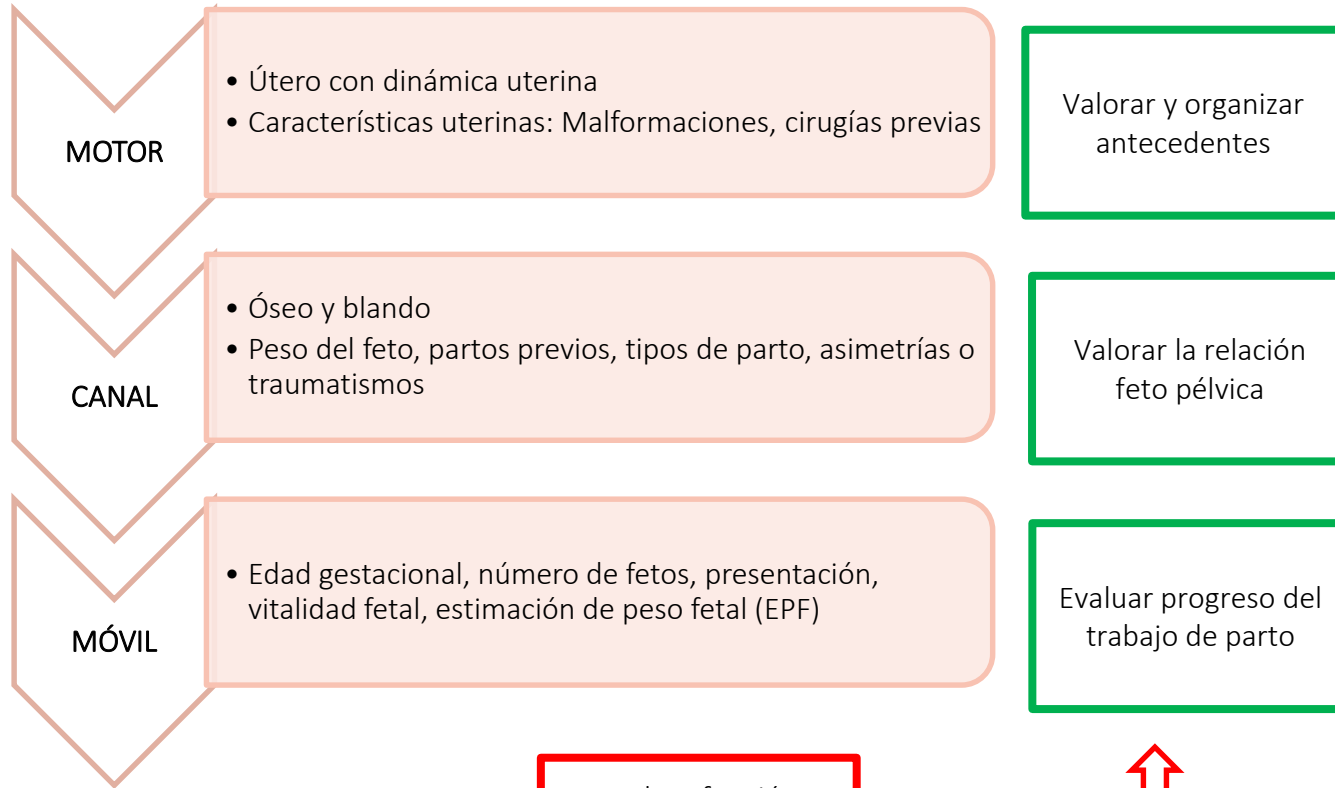 MOTOR
• Útero con dinámica uterina
• Características uterinas: Malformaciones, cirugías previas
Valorar y organizar
antecedentes
CANAL
• Óseo y blando
• Peso del feto, partos previos, tipos de parto, asimetrías o
traumatismos
Valorar la relación
feto pélvica
MÓVIL
• Edad gestacional, número de fetos, presentación,
vitalidad fetal, estimación de peso fetal (EPF)
Evaluar progreso del
trabajo de parto